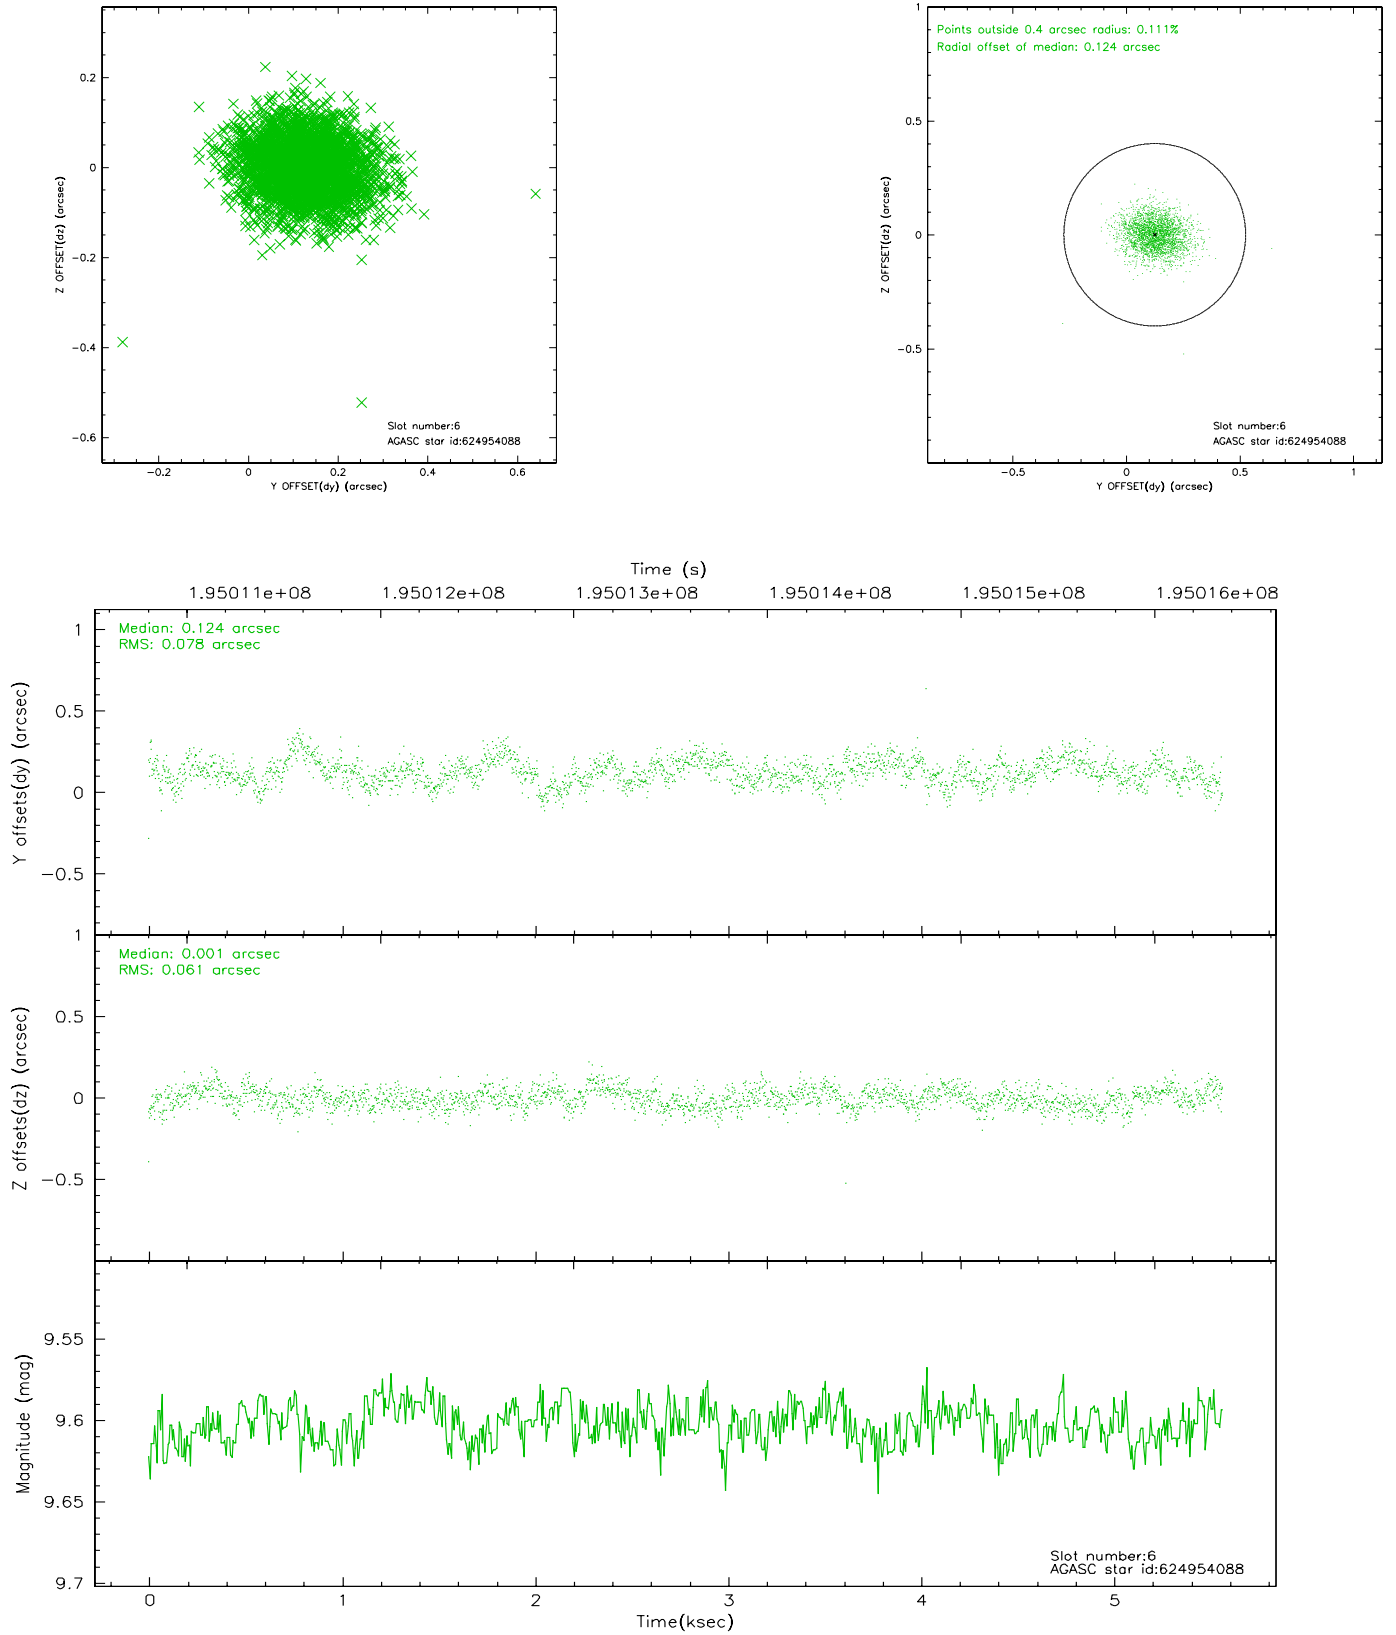 0.2
0
−0.2
−0.4
−0.6
Z OFFSET(dz) (arcsec)
Slot number:6
AGASC star id:624954088
−0.2 0 0.2 0.4 0.6
Y OFFSET(dy) (arcsec)
Points outside 0.4 arcsec radius: 0.111%
Radial offset of median: 0.124 arcsec
1
0.5
0
−0.5
Z OFFSET(dz) (arcsec)
Slot number:6
AGASC star id:624954088
−0.5 0 0.5 1
Y OFFSET(dy) (arcsec)
Time (s)
1.95011e+08 1.95012e+08 1.95013e+08 1.95014e+08 1.95015e+08 1.95016e+08
Median: 0.124 arcsec
RMS: 0.078 arcsec
1
0.5
0
−0.5
Y offsets(dy) (arcsec)
Median: 0.001 arcsec
RMS: 0.061 arcsec
1
0.5
0
−0.5
Z offsets(dz) (arcsec)
9.55
9.6
9.65
9.7
Magnitude (mag)
Slot number:6
AGASC star id:624954088
0 1 2 3 4 5
Time(ksec)